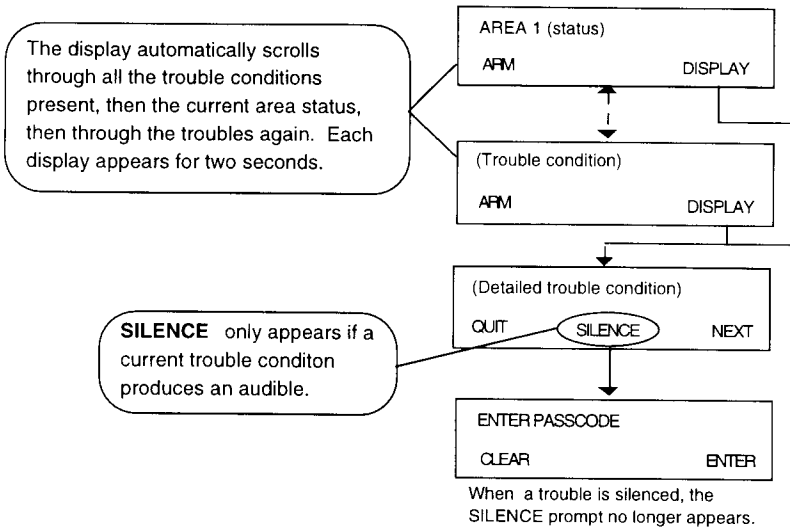 AREA 1 (status)
ARM DISPLAY
The display automatically scrolls
through all the trouble conditions
present, then the current area status,
then through the troubles again. Each
display appears for two seconds.
(Trouble condition)
ARM DISPLAY
(Detailed trouble condition)
QUIT SILENCE NEXT
SILENCE only appears if a
current trouble conditon
produces an audible.
ENTER PASSCODE
CLEAR ENTER
When a trouble is silenced, the
SILENCE prompt no longer appears.